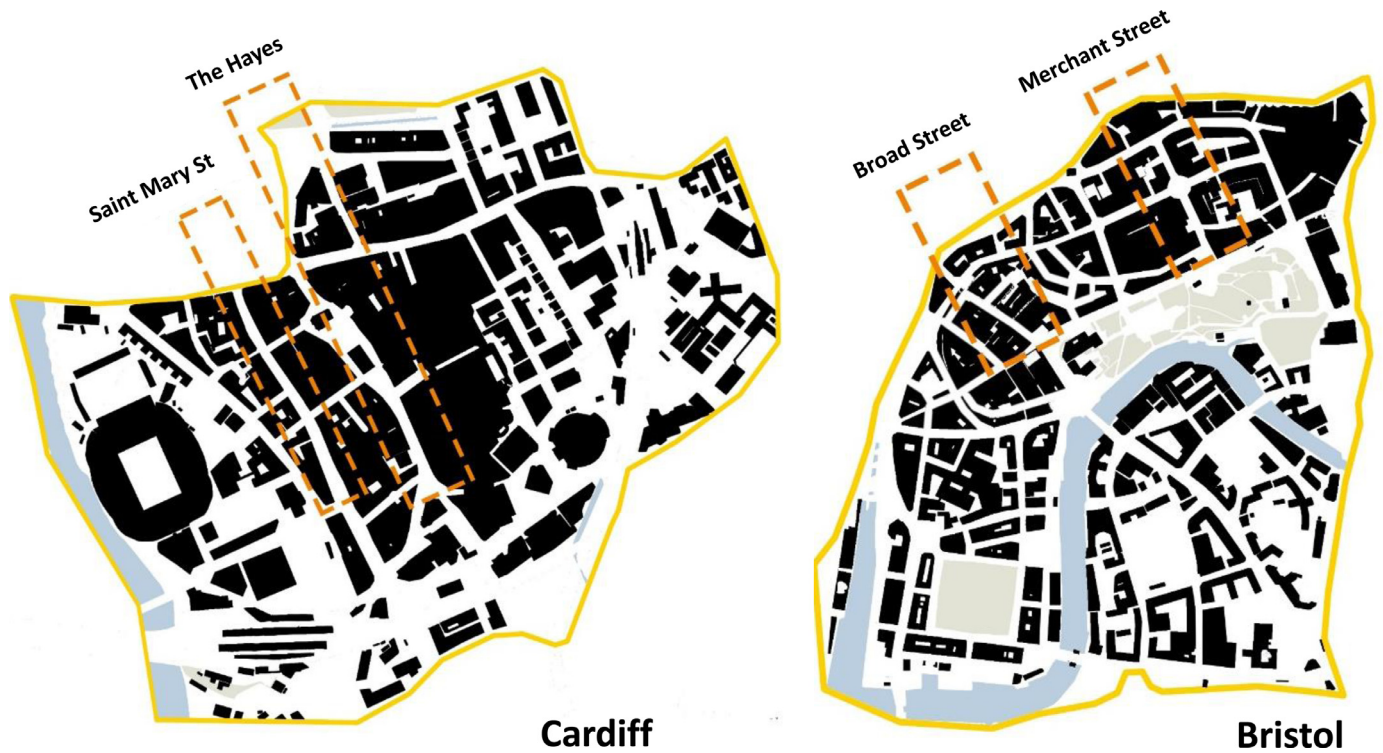 The Hayes
Saint Mary St
Cardiff
Merchant Street
Broad Street
Bristol